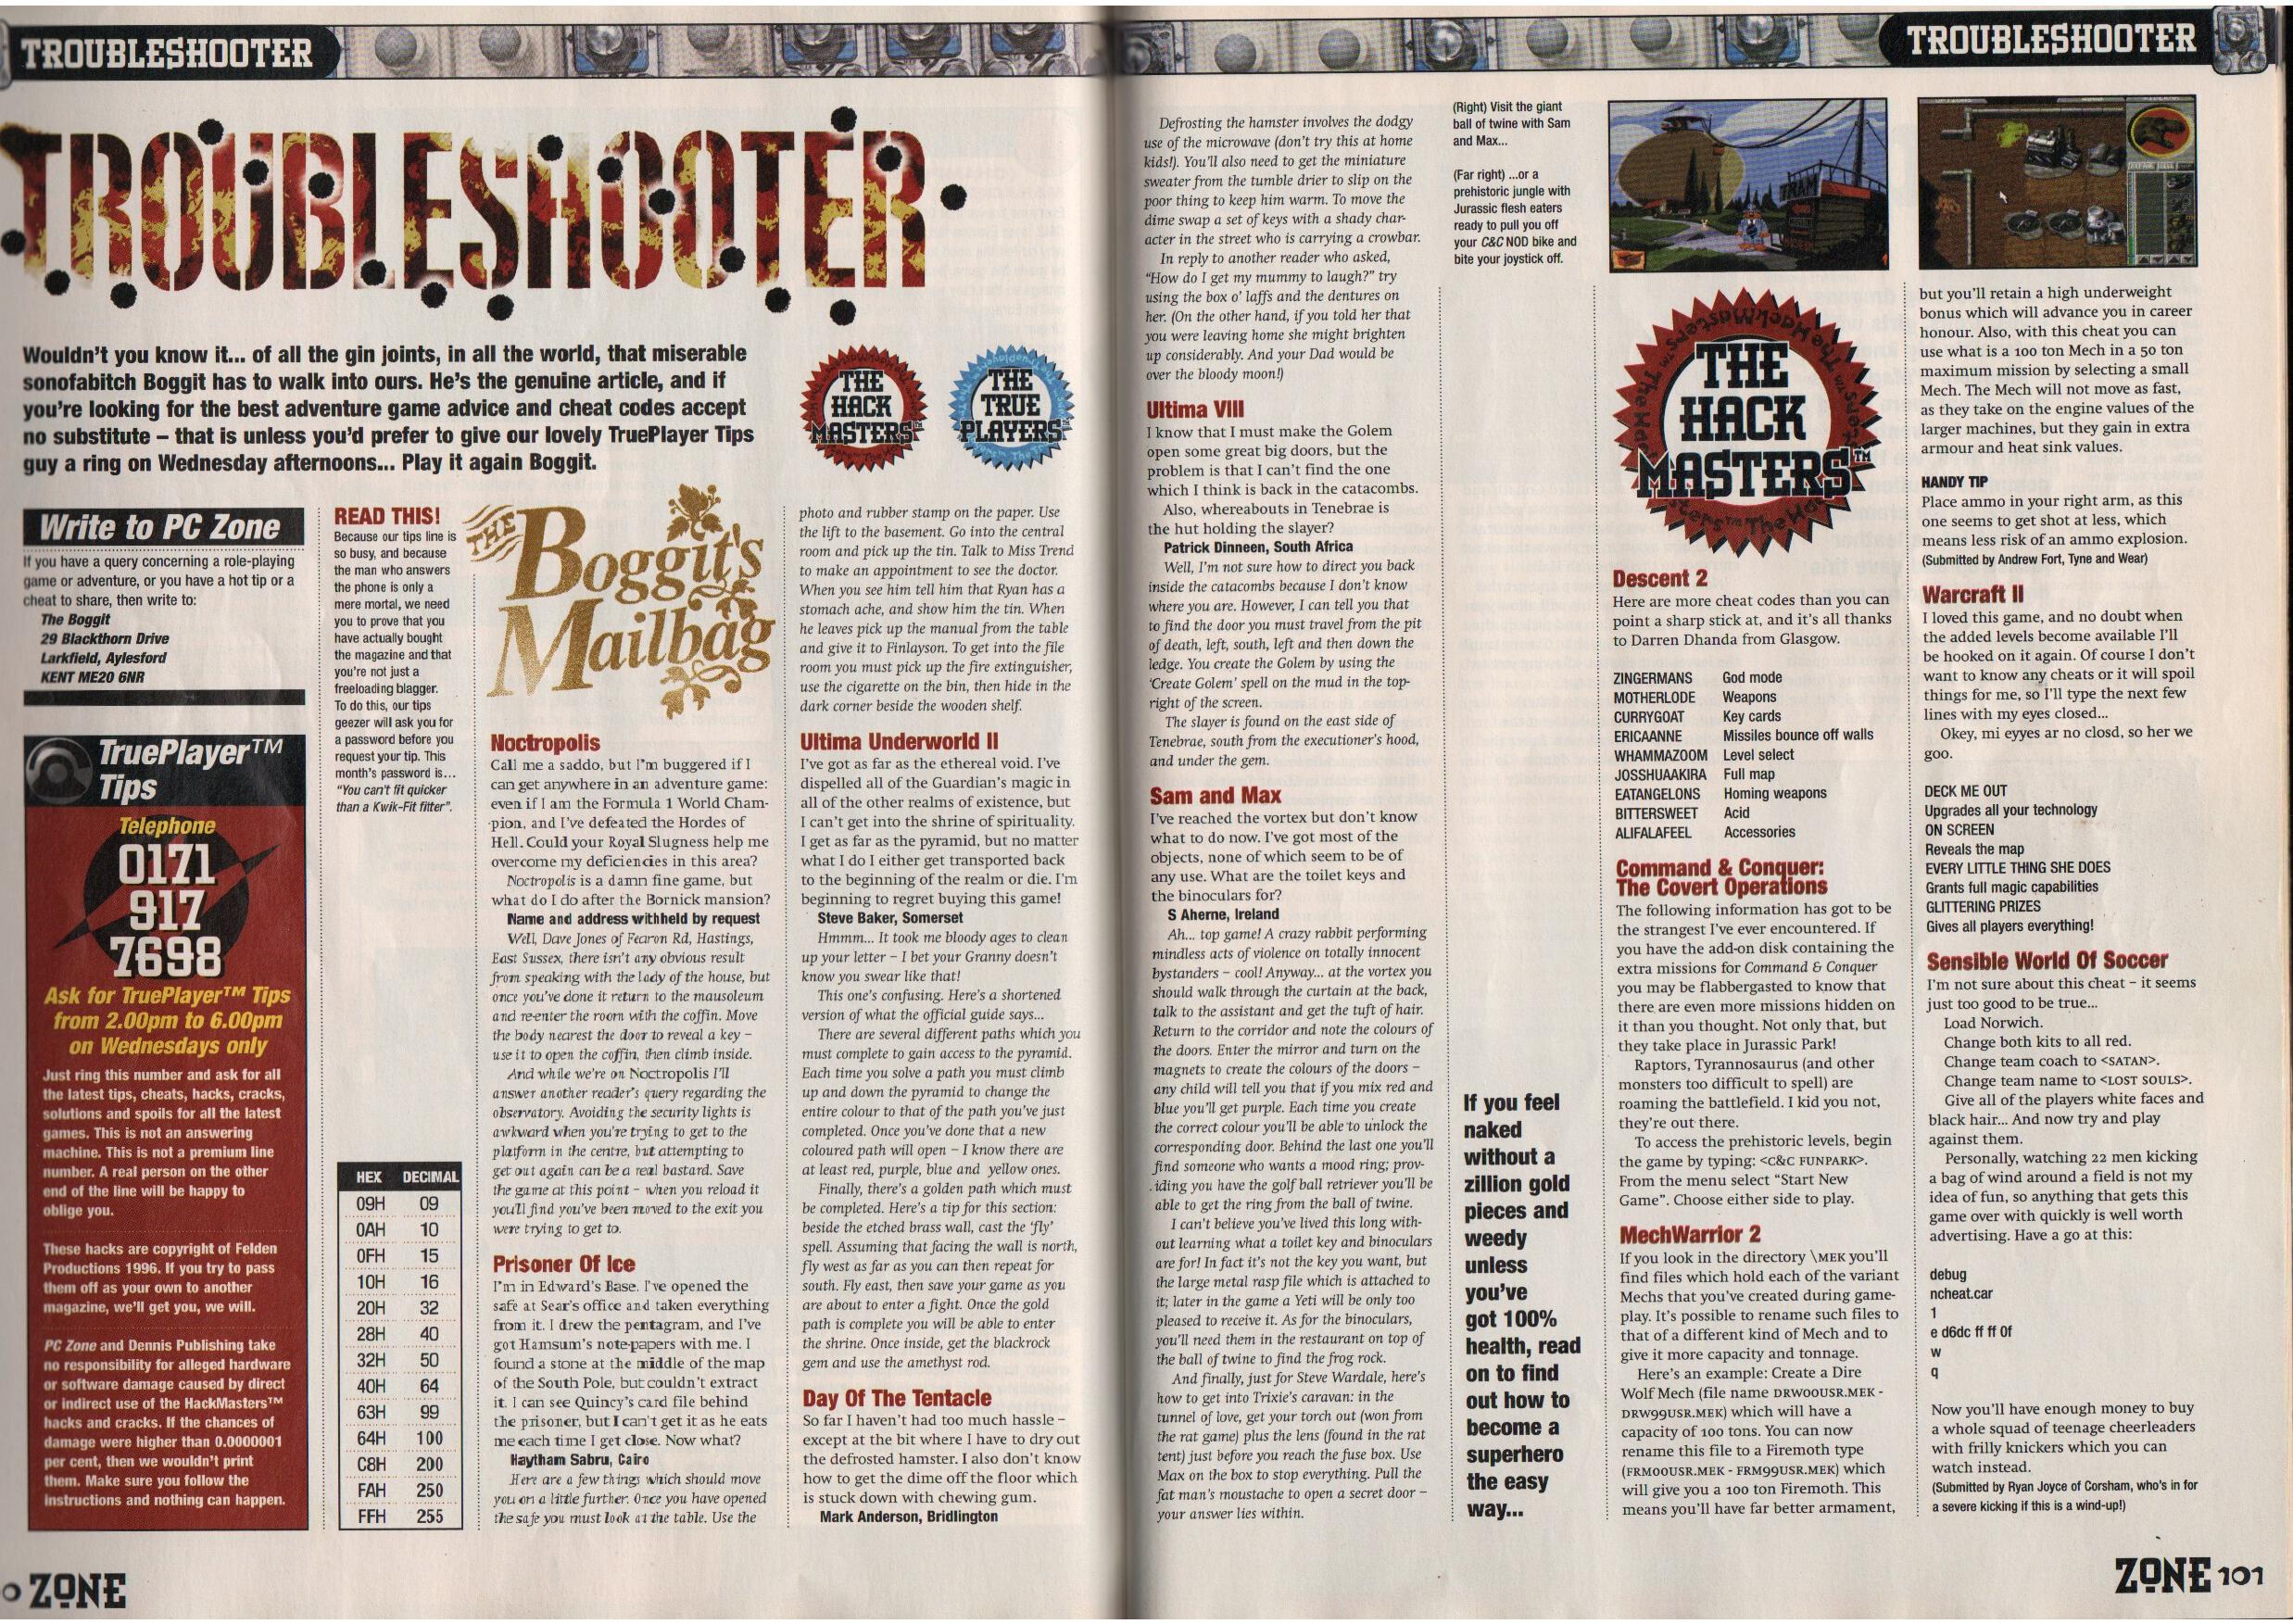 TROUBLESHOOTER
TROUBLESHOOTER
TROUBLESHOOTER
Wouldn't you know it... of all the gin joints, in all the world, that miserable
sonofabitch Boggit has to walk into ours. He's the genuine article, and if
you're looking for the best adventure game advice and cheat codes accept
no substitute – that is unless you'd prefer to give our lovely TruePlayer Tips
guy a ring on Wednesday afternoons... Play it again Boggit.
THE
HACK
MASTERS™
THE
TRUE
PLAYERS™
Write to PC Zone
If you have a query concerning a role-playing
game or adventure, or you have a hot tip or a
cheat to share, then write to:
The Boggit
29 Blackthorn Drive
Larkfield, Aylesford
KENT ME20 6NR
TruePlayer™
Tips
Telephone
0171
917
7698
Ask for TruePlayer™ Tips
from 2.00pm to 6.00pm
on Wednesdays only
Just ring this number and ask for all
the latest tips, cheats, hacks, cracks,
solutions and spoils for all the latest
games. This is not an answering
machine. This is not a premium line
number. A real person on the other
end of the line will be happy to
oblige you.
These hacks are copyright of Felden
Productions 1996. If you try to pass
them off as your own to another
magazine, we'll get you, we will.
PC Zone and Dennis Publishing take
no responsibility for alleged hardware
or software damage caused by direct
or indirect use of the HackMasters™
hacks and cracks. If the chances of
damage were higher than 0.0000001
per cent, then we wouldn't print
them. Make sure you follow the
instructions and nothing can happen.
READ THIS!
Because our tips line is
so busy, and because
the man who answers
the phone is only a
mere mortal, we need
you to prove that you
have actually bought
the magazine and that
you're not just a
freeloading blagger.
To do this, our tips
geezer will ask you for
a password before you
request your tip. This
month's password is...
"You can't fit quicker
than a Kwik-Fit fitter".
HEX DECIMAL
09H 09
0AH 10
0FH 15
10H 16
20H 32
28H 40
32H 50
40H 64
63H 99
64H 100
C8H 200
FAH 250
FFH 255
THE
Boggit's
Mailbag
Noctropolis
Call me a saddo, but I'm buggered if I
can get anywhere in an adventure game:
even if I am the Formula 1 World Cham-
pion, and I've defeated the Hordes of
Hell. Could your Royal Slugness help me
overcome my deficiencies in this area?
Noctropolis is a damn fine game, but
what do I do after the Bornick mansion?
Name and address withheld by request
Well, Dave Jones of Fearon Rd, Hastings,
East Sussex, there isn't any obvious result
from speaking with the lady of the house, but
once you've done it return to the mausoleum
and re-enter the room with the coffin. Move
the body nearest the door to reveal a key –
use it to open the coffin, then climb inside.
And while we're on Noctropolis I'll
answer another reader's query regarding the
observatory. Avoiding the security lights is
awkward when you're trying to get to the
platform in the centre, but attempting to
get out again can be a real bastard. Save
the game at this point – when you reload it
you'll find you've been moved to the exit you
were trying to get to.
Prisoner Of Ice
I'm in Edward's Base. I've opened the
safe at Sear's office and taken everything
from it. I drew the pentagram, and I've
got Hamsum's note-papers with me. I
found a stone at the middle of the map
of the South Pole, but couldn't extract
it. I can see Quincy's card file behind
the prisoner, but I can't get it as he eats
me each time I get close. Now what?
Haytham Sabru, Cairo
Here are a few things which should move
you on a little further. Once you have opened
the safe you must look at the table. Use the
photo and rubber stamp on the paper. Use
the lift to the basement. Go into the central
room and pick up the tin. Talk to Miss Trend
to make an appointment to see the doctor.
When you see him tell him that Ryan has a
stomach ache, and show him the tin. When
he leaves pick up the manual from the table
and give it to Finlayson. To get into the file
room you must pick up the fire extinguisher,
use the cigarette on the bin, then hide in the
dark corner beside the wooden shelf.
Ultima Underworld II
I've got as far as the ethereal void. I've
dispelled all of the Guardian's magic in
all of the other realms of existence, but
I can't get into the shrine of spirituality.
I get as far as the pyramid, but no matter
what I do I either get transported back
to the beginning of the realm or die. I'm
beginning to regret buying this game!
Steve Baker, Somerset
Hmmm... It took me bloody ages to clean
up your letter – I bet your Granny doesn't
know you swear like that!
This one's confusing. Here's a shortened
version of what the official guide says...
There are several different paths which you
must complete to gain access to the pyramid.
Each time you solve a path you must climb
up and down the pyramid to change the
entire colour to that of the path you've just
completed. Once you've done that a new
coloured path will open – I know there are
at least red, purple, blue and yellow ones.
Finally, there's a golden path which must
be completed. Here's a tip for this section:
beside the etched brass wall, cast the 'fly'
spell. Assuming that facing the wall is north,
fly west as far as you can then repeat for
south. Fly east, then save your game as you
are about to enter a fight. Once the gold
path is complete you will be able to enter
the shrine. Once inside, get the blackrock
gem and use the amethyst rod.
Day Of The Tentacle
So far I haven't had too much hassle –
except at the bit where I have to dry out
the defrosted hamster. I also don't know
how to get the dime off the floor which
is stuck down with chewing gum.
Mark Anderson, Bridlington
ZONE
TROUBLESHOOTER
Defrosting the hamster involves the dodgy
use of the microwave (don't try this at home
kids!). You'll also need to get the miniature
sweater from the tumble drier to slip on the
poor thing to keep him warm. To move the
dime swap a set of keys with a shady char-
acter in the street who is carrying a crowbar.
In reply to another reader who asked,
"How do I get my mummy to laugh?" try
using the box o' laffs and the dentures on
her. (On the other hand, if you told her that
you were leaving home she might brighten
up considerably. And your Dad would be
over the bloody moon!)
Ultima VIII
I know that I must make the Golem
open some great big doors, but the
problem is that I can't find the one
which I think is back in the catacombs.
Also, whereabouts in Tenebrae is
the hut holding the slayer?
Patrick Dinneen, South Africa
Well, I'm not sure how to direct you back
inside the catacombs because I don't know
where you are. However, I can tell you that
to find the door you must travel from the pit
of death, left, south, left and then down the
ledge. You create the Golem by using the
'Create Golem' spell on the mud in the top-
right of the screen.
The slayer is found on the east side of
Tenebrae, south from the executioner's hood,
and under the gem.
Sam and Max
I've reached the vortex but don't know
what to do now. I've got most of the
objects, none of which seem to be of
any use. What are the toilet keys and
the binoculars for?
S Aherne, Ireland
Ah... top game! A crazy rabbit performing
mindless acts of violence on totally innocent
bystanders – cool! Anyway... at the vortex you
should walk through the curtain at the back,
talk to the assistant and get the tuft of hair.
Return to the corridor and note the colours of
the doors. Enter the mirror and turn on the
magnets to create the colours of the doors –
any child will tell you that if you mix red and
blue you'll get purple. Each time you create
the correct colour you'll be able to unlock the
corresponding door. Behind the last one you'll
find someone who wants a mood ring; prov-
iding you have the golf ball retriever you'll be
able to get the ring from the ball of twine.
I can't believe you've lived this long with-
out learning what a toilet key and binoculars
are for! In fact it's not the key you want, but
the large metal rasp file which is attached to
it; later in the game a Yeti will be only too
pleased to receive it. As for the binoculars,
you'll need them in the restaurant on top of
the ball of twine to find the frog rock.
And finally, just for Steve Wardale, here's
how to get into Trixie's caravan: in the
tunnel of love, get your torch out (won from
the rat game) plus the lens (found in the rat
tent) just before you reach the fuse box. Use
Max on the box to stop everything. Pull the
fat man's moustache to open a secret door –
your answer lies within.
(Right) Visit the giant
ball of twine with Sam
and Max...
(Far right) ...or a
prehistoric jungle with
Jurassic flesh eaters
ready to pull you off
your C&C NOD bike and
bite your joystick off.
TRAM
If you feel
naked
without a
zillion gold
pieces and
weedy
unless
you've
got 100%
health, read
on to find
out how to
become a
superhero
the easy
way...
THE
HACK
MASTERS™
Descent 2
Here are more cheat codes than you can
point a sharp stick at, and it's all thanks
to Darren Dhanda from Glasgow.
ZINGERMANS God mode
MOTHERLODE Weapons
CURRYGOAT Key cards
ERICAANNE Missiles bounce off walls
WHAMMAZOOM Level select
JOSSHUAAKIRA Full map
EATANGELONS Homing weapons
BITTERSWEET Acid
ALIFALAFEEL Accessories
Command & Conquer:
The Covert Operations
The following information has got to be
the strangest I've ever encountered. If
you have the add-on disk containing the
extra missions for Command & Conquer
you may be flabbergasted to know that
there are even more missions hidden on
it than you thought. Not only that, but
they take place in Jurassic Park!
Raptors, Tyrannosaurus (and other
monsters too difficult to spell) are
roaming the battlefield. I kid you not,
they're out there.
To access the prehistoric levels, begin
the game by typing: <C&C FUNPARK>.
From the menu select "Start New
Game". Choose either side to play.
MechWarrior 2
If you look in the directory \MEK you'll
find files which hold each of the variant
Mechs that you've created during game-
play. It's possible to rename such files to
that of a different kind of Mech and to
give it more capacity and tonnage.
Here's an example: Create a Dire
Wolf Mech (file name DRW00USR.MEK -
DRW99USR.MEK) which will have a
capacity of 100 tons. You can now
rename this file to a Firemoth type
(FRM00USR.MEK - FRM99USR.MEK) which
will give you a 100 ton Firemoth. This
means you'll have far better armament,
but you'll retain a high underweight
bonus which will advance you in career
honour. Also, with this cheat you can
use what is a 100 ton Mech in a 50 ton
maximum mission by selecting a small
Mech. The Mech will not move as fast,
as they take on the engine values of the
larger machines, but they gain in extra
armour and heat sink values.
HANDY TIP
Place ammo in your right arm, as this
one seems to get shot at less, which
means less risk of an ammo explosion.
(Submitted by Andrew Fort, Tyne and Wear)
Warcraft II
I loved this game, and no doubt when
the added levels become available I'll
be hooked on it again. Of course I don't
want to know any cheats or it will spoil
things for me, so I'll type the next few
lines with my eyes closed...
Okey, mi eyyes ar no closd, so her we
goo.
DECK ME OUT
Upgrades all your technology
ON SCREEN
Reveals the map
EVERY LITTLE THING SHE DOES
Grants full magic capabilities
GLITTERING PRIZES
Gives all players everything!
Sensible World Of Soccer
I'm not sure about this cheat – it seems
just too good to be true...
Load Norwich.
Change both kits to all red.
Change team coach to <SATAN>.
Change team name to <LOST SOULS>.
Give all of the players white faces and
black hair... And now try and play
against them.
Personally, watching 22 men kicking
a bag of wind around a field is not my
idea of fun, so anything that gets this
game over with quickly is well worth
advertising. Have a go at this:
debug
ncheat.car
1
e d6dc ff ff 0f
w
q
Now you'll have enough money to buy
a whole squad of teenage cheerleaders
with frilly knickers which you can
watch instead.
(Submitted by Ryan Joyce of Corsham, who's in for
a severe kicking if this is a wind-up!)
ZONE 101